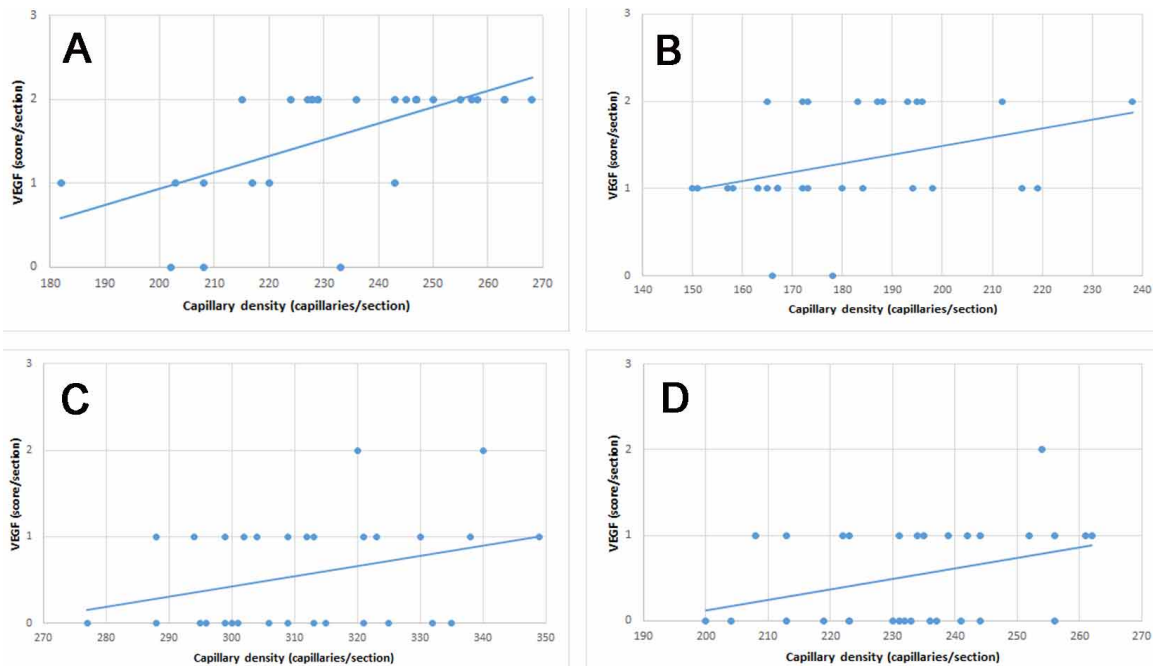 A
VEGF (score/section)
3
2
1
0
180 190 200 210 220 230 240 250 260 270
Capillary density (capillaries/section)
B
VEGF (score/section)
3
2
1
0
140 150 160 170 180 190 200 210 220 230 240
Capillary density (capillaries/section)
C
VEGF (score/section)
3
2
1
0
270 280 290 300 310 320 330 340 350
Capillary density (capillaries/section)
D
VEGF (score/section)
3
2
1
0
190 200 210 220 230 240 250 260 270
Capillary density (capillaries/section)